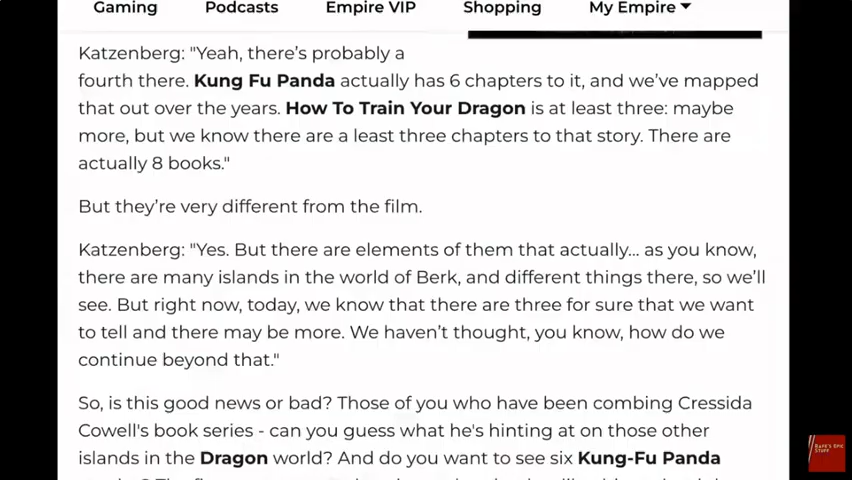 Gaming Podcasts Empire VIP Shopping My Empire
Katzenberg: "Yeah, there's probably a
fourth there. Kung Fu Panda actually has 6 chapters to it, and we've mapped
that out over the years. How To Train Your Dragon is at least three: maybe
more, but we know there are a least three chapters to that story. There are
actually 8 books."
But they're very different from the film.
Katzenberg: "Yes. But there are elements of them that actually... as you know,
there are many islands in the world of Berk, and different things there, so we'll
see. But right now, today, we know that there are three for sure that we want
to tell and there may be more. We haven't thought, you know, how do we
continue beyond that."
So, is this good news or bad? Those of you who have been combing Cressida
Cowell's book series - can you guess what he's hinting at on those other
islands in the Dragon world? And do you want to see six Kung-Fu Panda